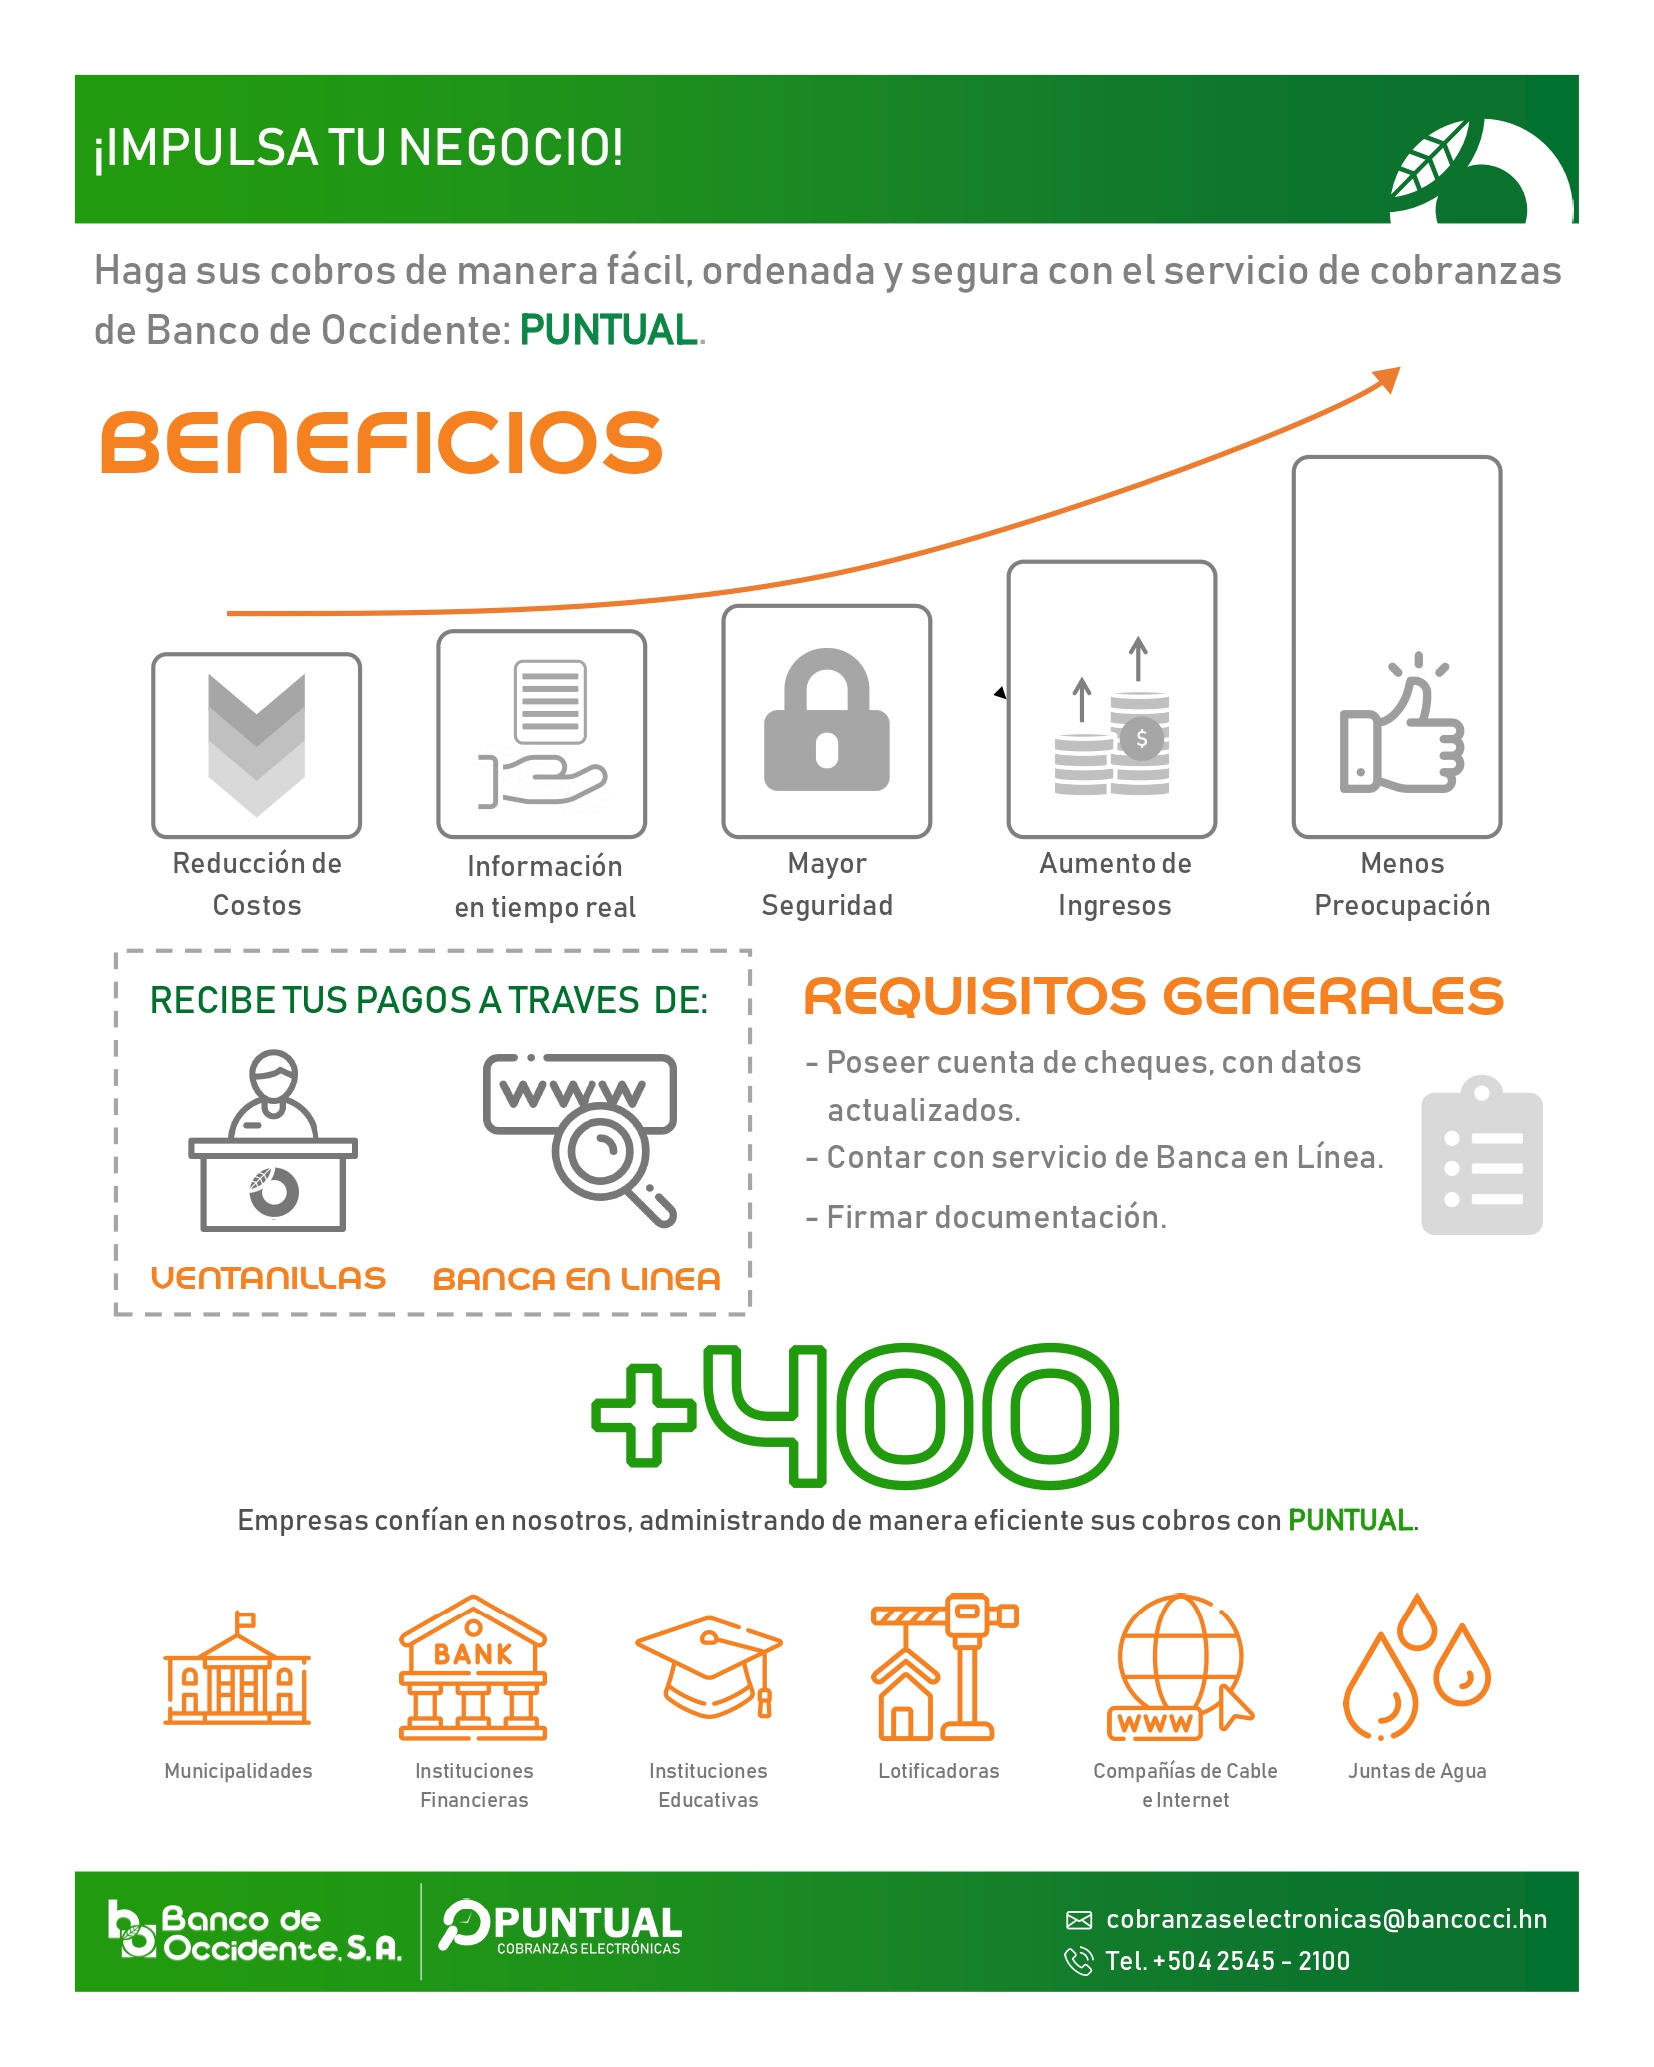 ¡IMPULSA TU NEGOCIO!
Haga sus cobros de manera fácil, ordenada y segura con el servicio de cobranzas
de Banco de Occidente: PUNTUAL.
BENEFICIOS
$
Reducción de
Costos
Información
en tiempo real
Mayor
Seguridad
Aumento de
Ingresos
Menos
Preocupación
RECIBE TUS PAGOS A TRAVES DE:
WWW
VENTANILLAS
BANCA EN LINEA
REQUISITOS GENERALES
- Poseer cuenta de cheques, con datos
actualizados.
- Contar con servicio de Banca en Línea.
- Firmar documentación.
+400
Empresas confían en nosotros, administrando de manera eficiente sus cobros con PUNTUAL.
BANK
WWW
Municipalidades
Instituciones
Financieras
Instituciones
Educativas
Lotificadoras
Compañías de Cable
e Internet
Juntas de Agua
Banco de
Occidente, S.A.
PUNTUAL
COBRANZAS ELECTRÓNICAS
cobranzaselectronicas@bancocci.hn
Tel. +504 2545 - 2100